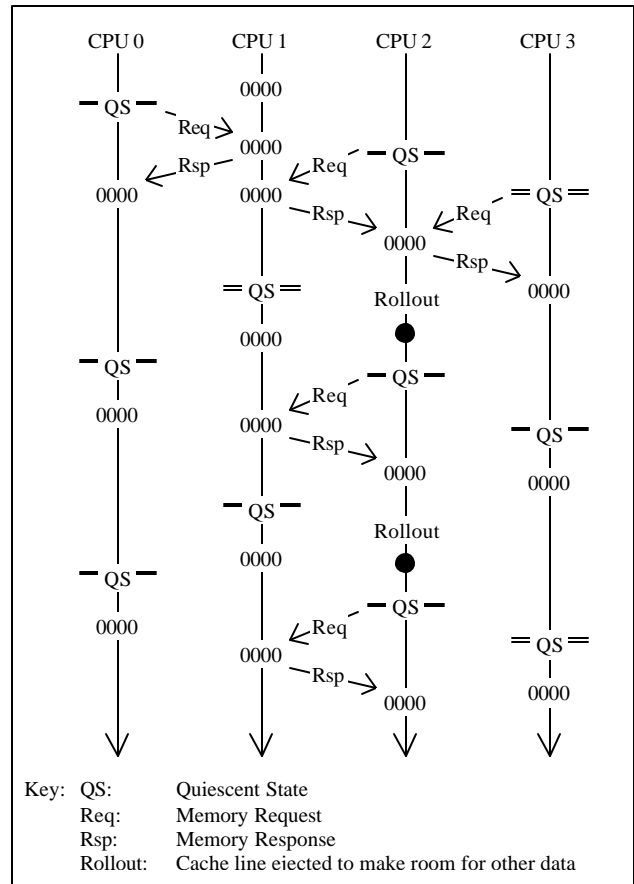 CPU 0 CPU 1 CPU 2 CPU 3
0000
QS
Req
0000
Req
QS
Rsp
0000
0000
Req
QS
Rsp
0000
Rsp
QS
Rollout
0000
0000
QS
QS
Req
0000
0000
QS
Rsp
0000
0000
QS
Rollout
0000
QS
QS
Req
0000
0000
QS
Rsp
0000
0000
Key: QS: Quiescent State
Req: Memory Request
Rsp: Memory Response
Rollout: Cache line ejected to make room for other data